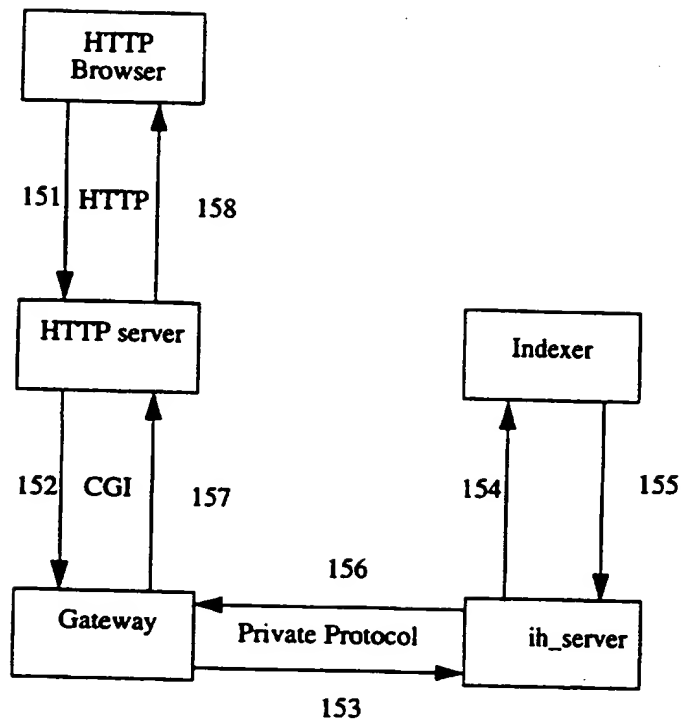 HTTP
Browser
151 HTTP 158
HTTP server
Indexer
152 CGI 157
154 155
156
Gateway
Private Protocol
ih_server
153